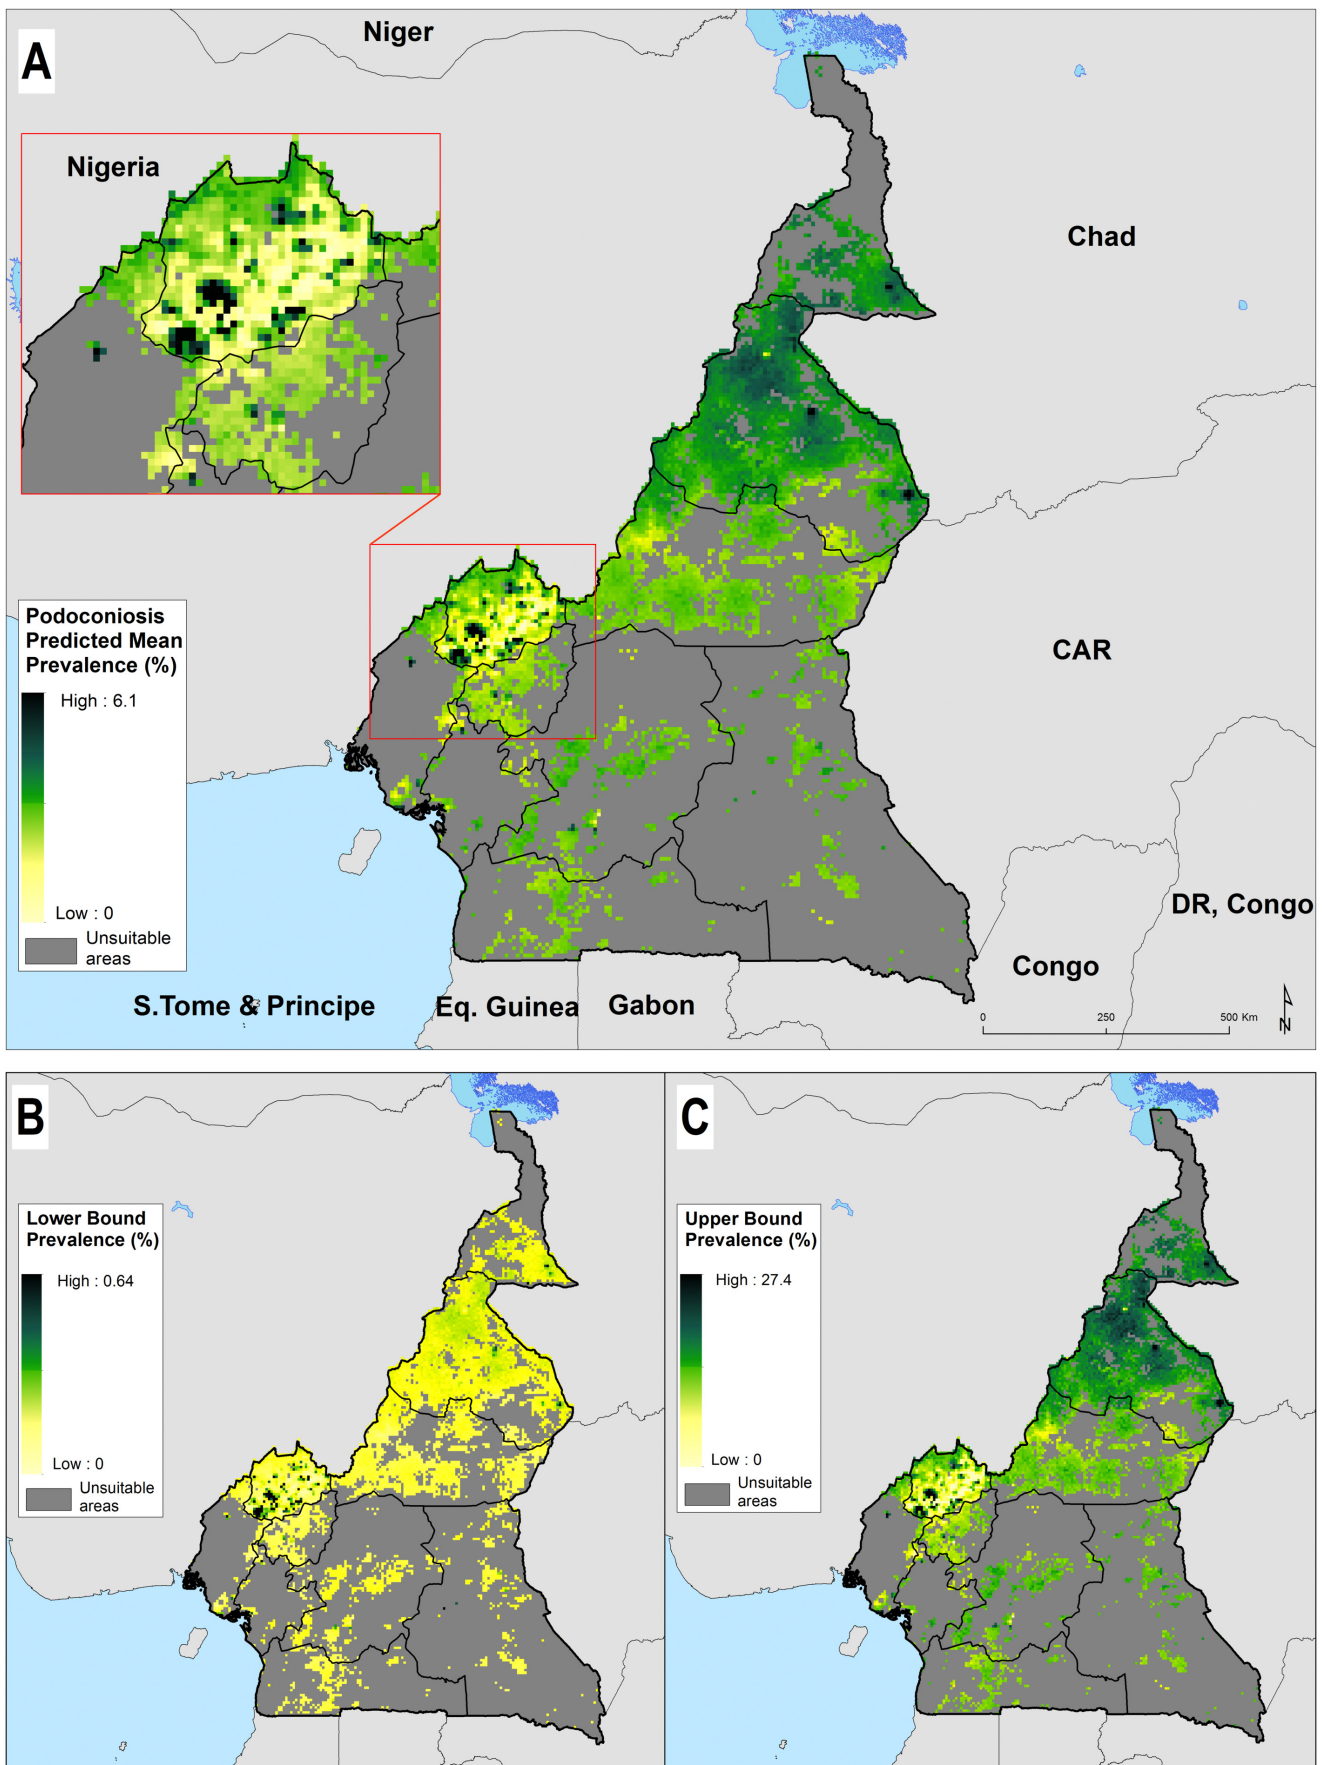 A
Niger
Nigeria
Chad
CAR
DR, Congo
Congo
Podoconiosis
Predicted Mean
Prevalence (%)
High : 6.1
Low : 0
Unsuitable
areas
S.Tome & Principe
Eq. Guinea
Gabon
0
250
500 Km
N
B
Lower Bound
Prevalence (%)
High : 0.64
Low : 0
Unsuitable
areas
C
Upper Bound
Prevalence (%)
High : 27.4
Low : 0
Unsuitable
areas